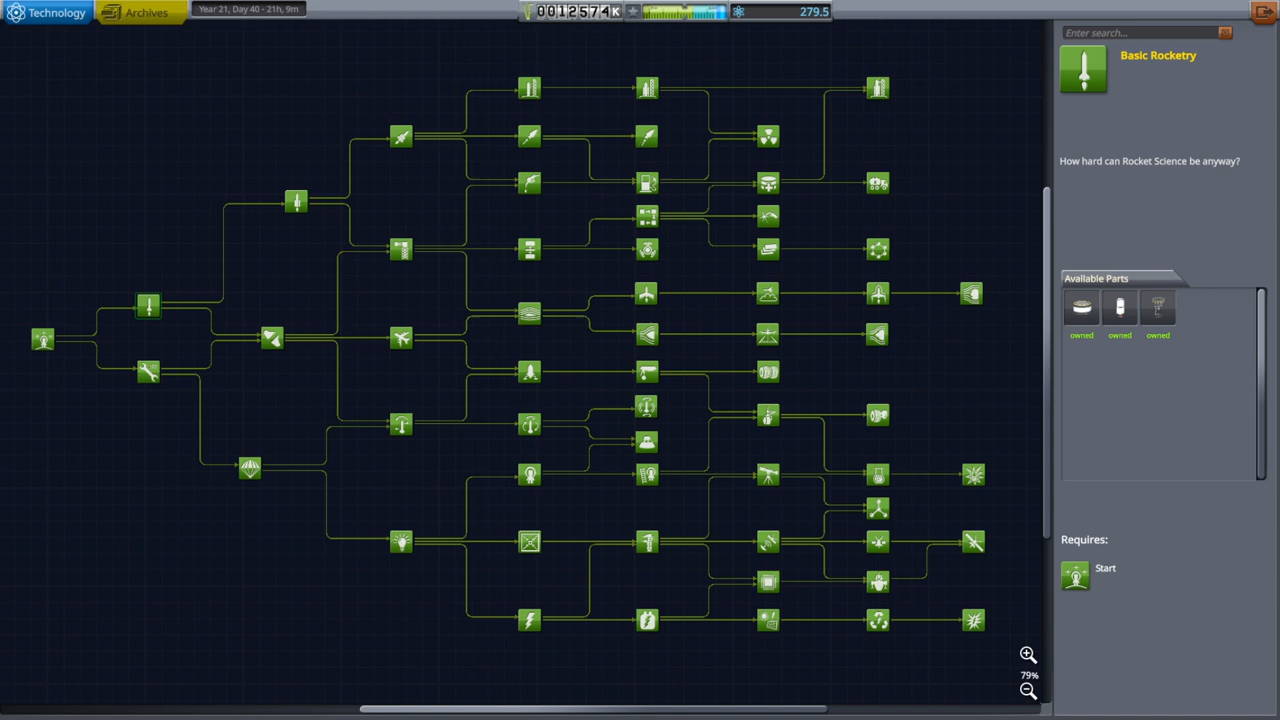 Technology
Archives
Year 21, Day 40 - 21h, 9m
0012574K
279.5
Enter search...
Basic Rocketry
How hard can Rocket Science be anyway?
Available Parts
owned owned owned
Requires:
Start
79%